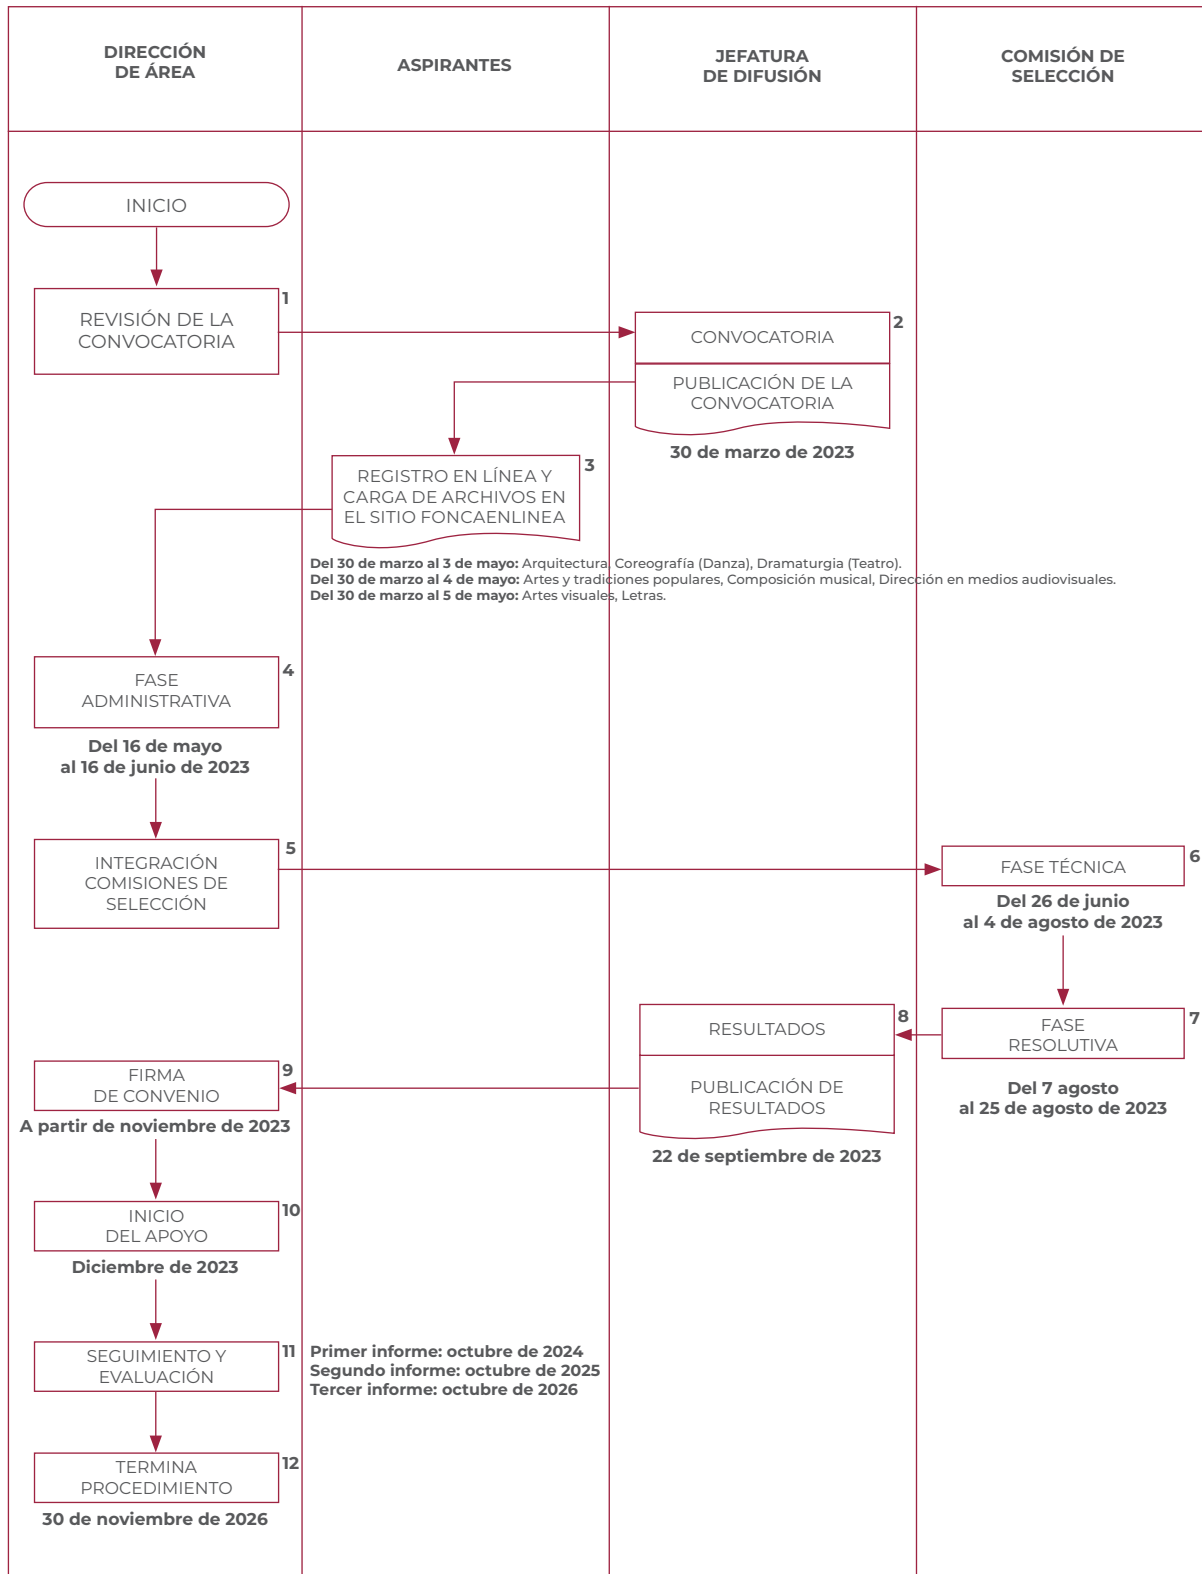 DIRECCIÓN
DE ÁREA
ASPIRANTES
JEFATURA
DE DIFUSIÓN
COMISIÓN DE
SELECCIÓN
INICIO
1
REVISIÓN DE LA
CONVOCATORIA
2
CONVOCATORIA
PUBLICACIÓN DE LA
CONVOCATORIA
30 de marzo de 2023
3
REGISTRO EN LÍNEA Y
CARGA DE ARCHIVOS EN
EL SITIO FONCAENLINEA
Del 30 de marzo al 3 de mayo: Arquitectura, Coreografía (Danza), Dramaturgia (Teatro).
Del 30 de marzo al 4 de mayo: Artes y tradiciones populares, Composición musical, Dirección en medios audiovisuales.
Del 30 de marzo al 5 de mayo: Artes visuales, Letras.
4
FASE
ADMINISTRATIVA
Del 16 de mayo
al 16 de junio de 2023
5
INTEGRACIÓN
COMISIONES DE
SELECCIÓN
6
FASE TÉCNICA
Del 26 de junio
al 4 de agosto de 2023
7
FASE
RESOLUTIVA
Del 7 agosto
al 25 de agosto de 2023
8
RESULTADOS
PUBLICACIÓN DE
RESULTADOS
22 de septiembre de 2023
9
FIRMA
DE CONVENIO
A partir de noviembre de 2023
10
INICIO
DEL APOYO
Diciembre de 2023
11
SEGUIMIENTO Y
EVALUACIÓN
Primer informe: octubre de 2024
Segundo informe: octubre de 2025
Tercer informe: octubre de 2026
12
TERMINA
PROCEDIMIENTO
30 de noviembre de 2026